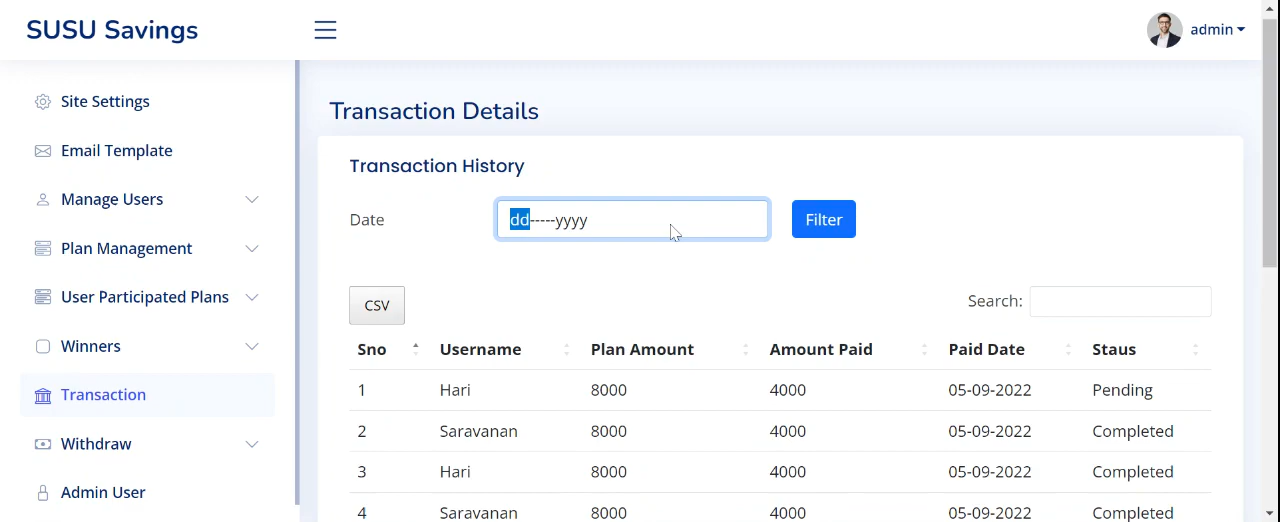 SUSU Savings
admin
Site Settings
Email Template
Manage Users
Plan Management
User Participated Plans
Winners
Transaction
Withdraw
Admin User
Transaction Details
Transaction History
Date
dd-----yyyy
Filter
CSV
Search:
Sno Username Plan Amount Amount Paid Paid Date Staus
1 Hari 8000 4000 05-09-2022 Pending
2 Saravanan 8000 4000 05-09-2022 Completed
3 Hari 8000 4000 05-09-2022 Completed
4 Saravanan 8000 4000 05-09-2022 Completed